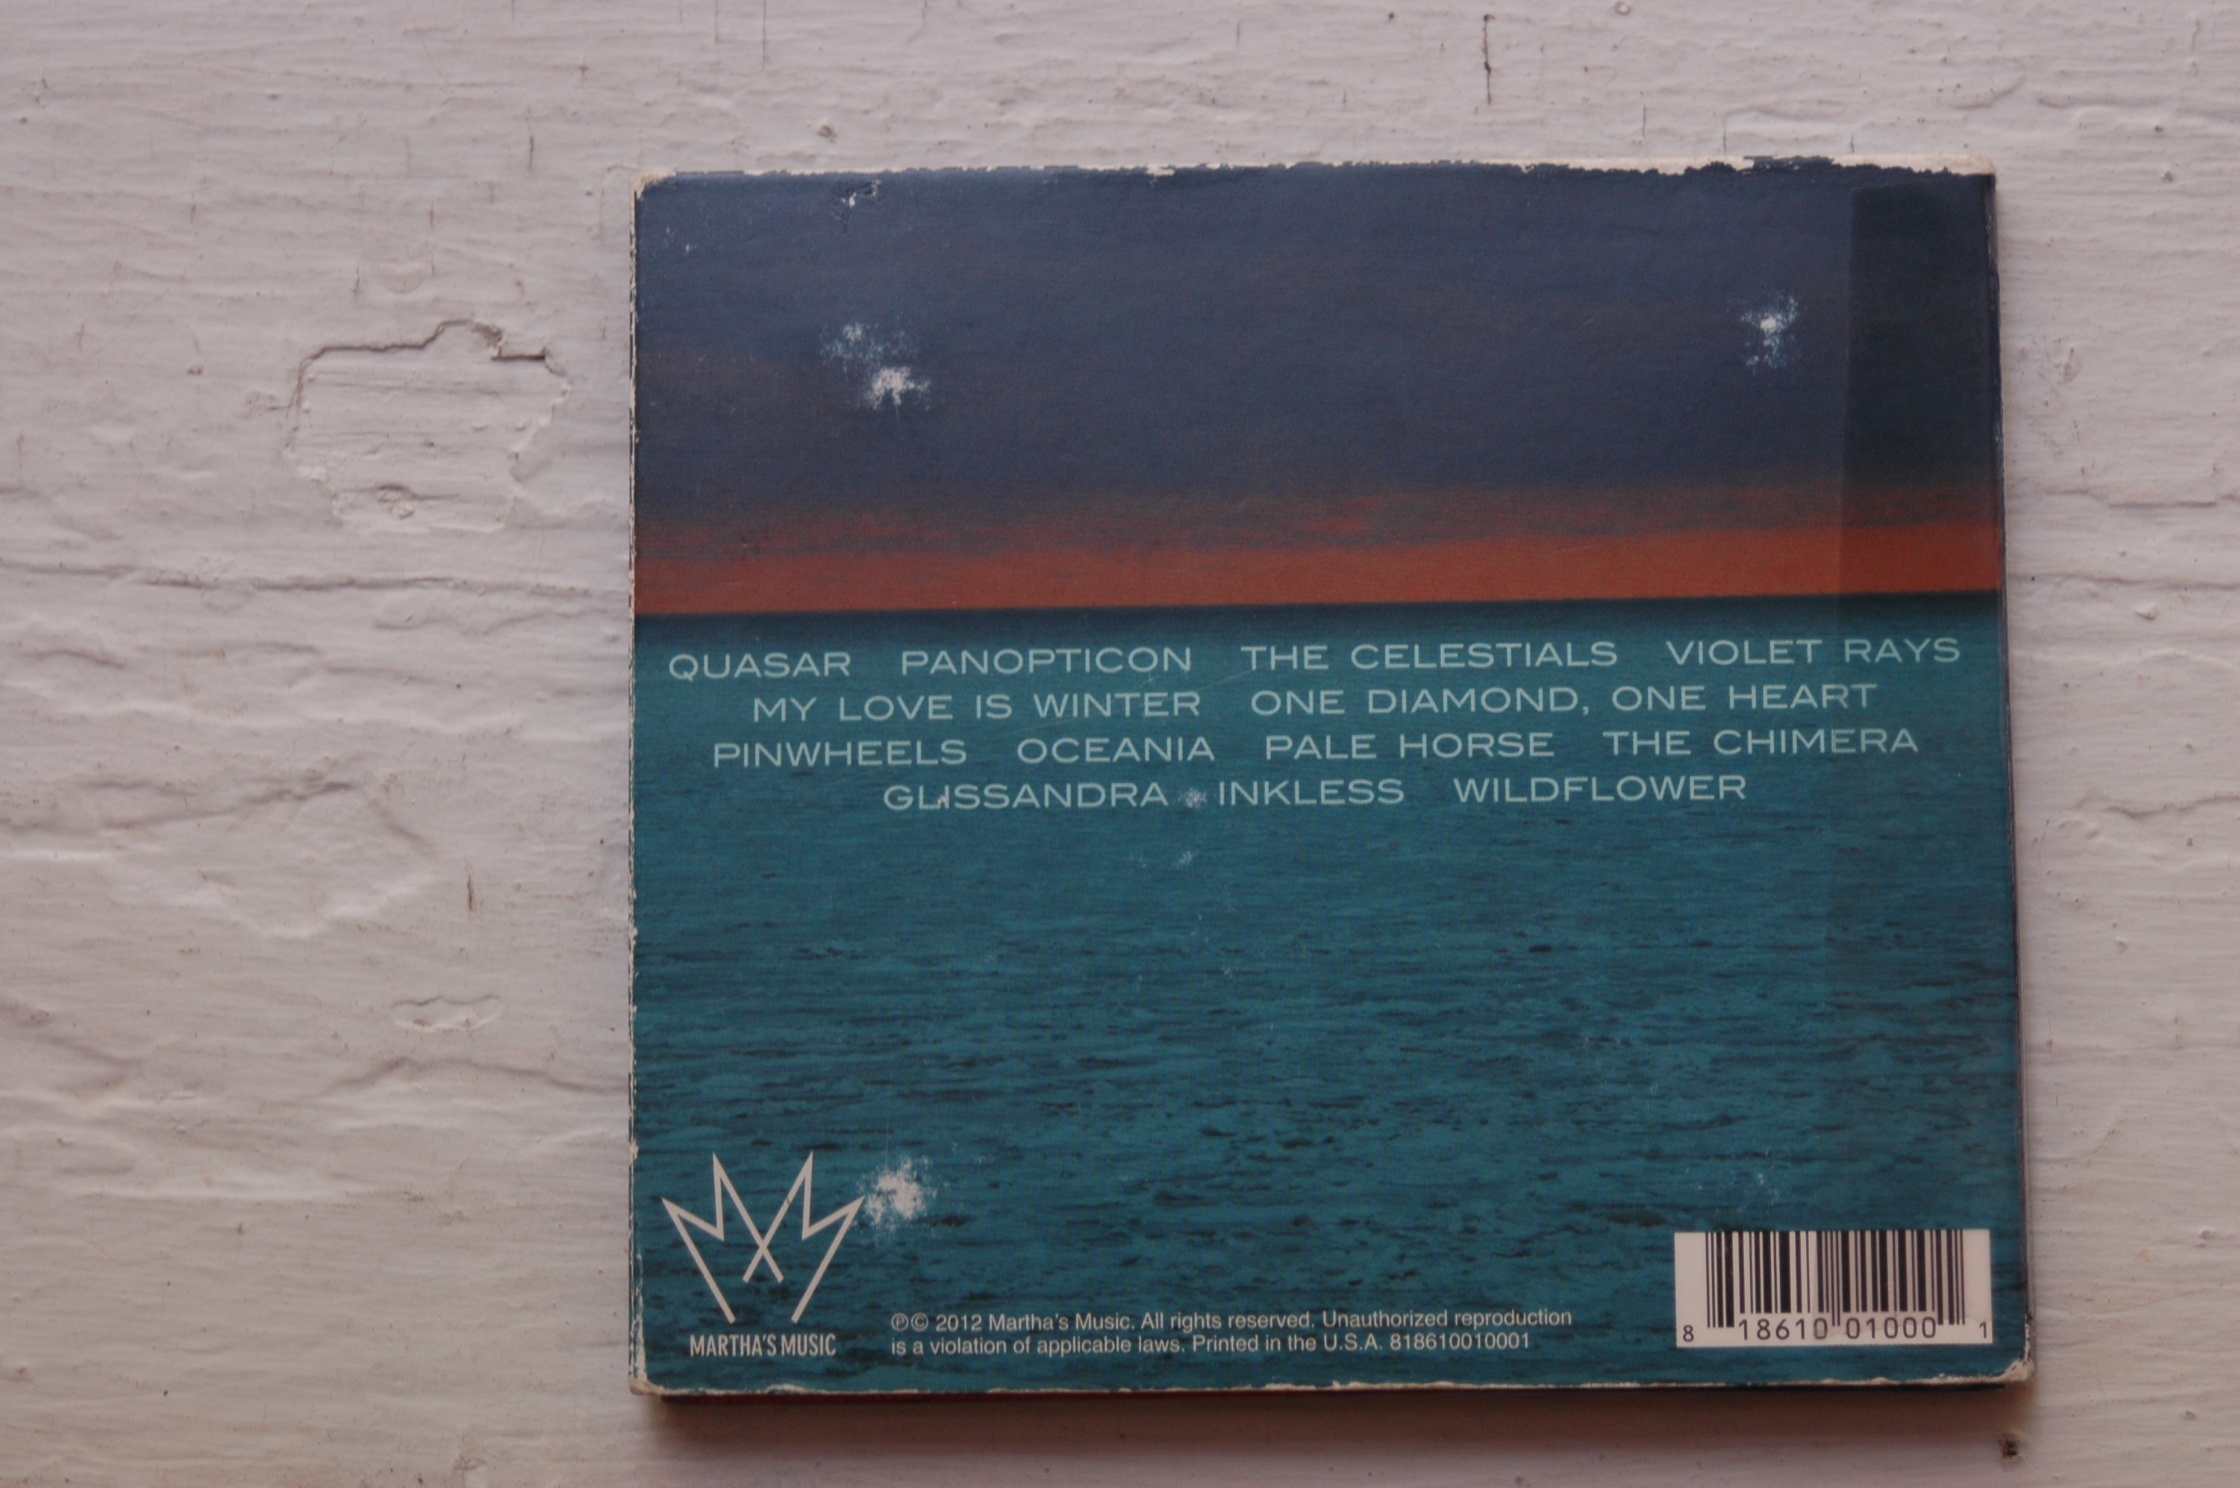 QUASAR PANOPTICON THE CELESTIALS VIOLET RAYS
MY LOVE IS WINTER ONE DIAMOND, ONE HEART
PINWHEELS OCEANIA PALE HORSE THE CHIMERA
GLISSANDRA INKLESS WILDFLOWER
MARTHA'S MUSIC
℗© 2012 Martha's Music. All rights reserved. Unauthorized reproduction
is a violation of applicable laws. Printed in the U.S.A. 818610010001
8 18610 01000 1